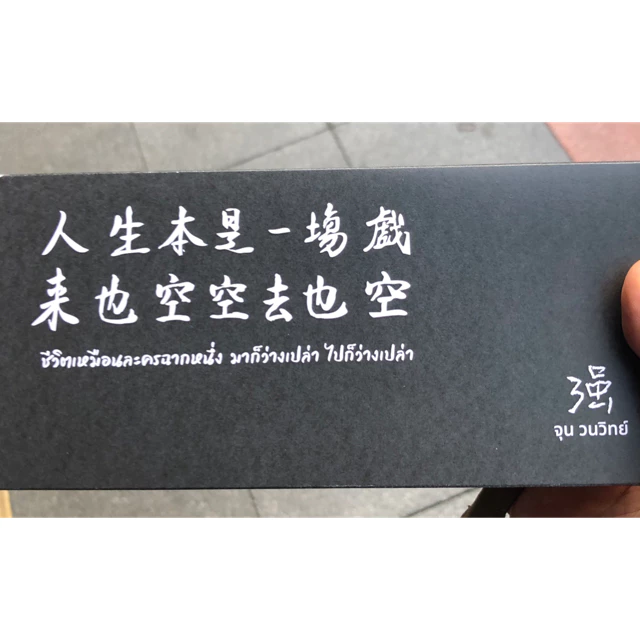 人生本是一場戲
来也空空去也空
ชีวิตเหมือนละครฉากหนึ่ง มาก็ว่างเปล่า ไปก็ว่างเปล่า
强
จุน วนวิทย์